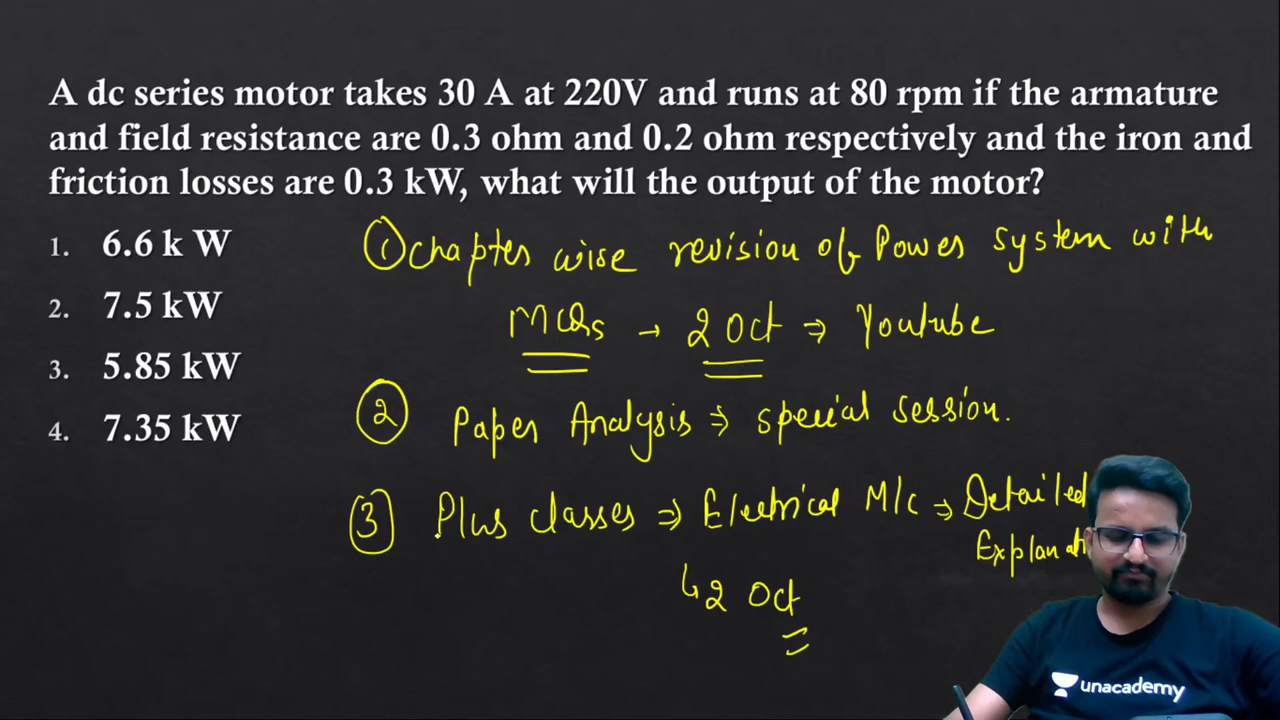 A dc series motor takes 30 A at 220V and runs at 80 rpm if the armature
and field resistance are 0.3 ohm and 0.2 ohm respectively and the iron and
friction losses are 0.3 kW, what will the output of the motor?
1. 6.6 k W
2. 7.5 kW
3. 5.85 kW
4. 7.35 kW
① chapter wise revision of Power system with
MCQs → 2 Oct ⇒ Youtube
② Paper Analysis ⇒ special session.
③ Plus classes ⇒ Electrical M/c ⇒ Detailed
Explanati
↳ 2 Oct
unacademy